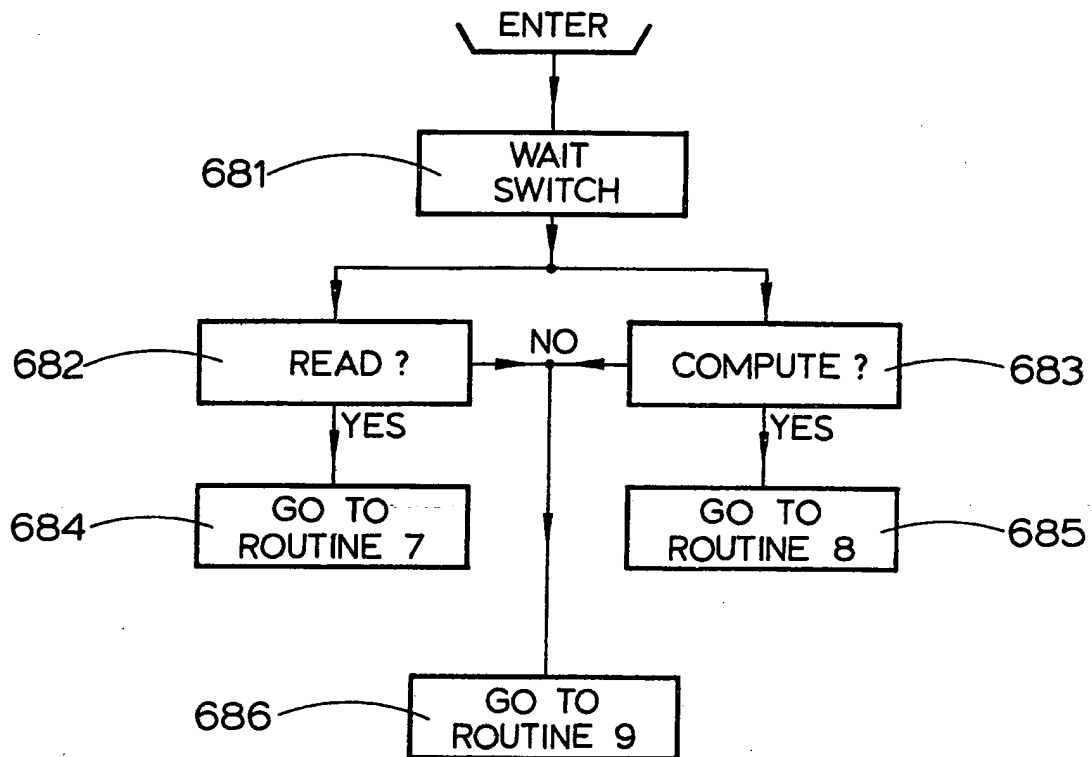 ENTER
WAIT
SWITCH
681
682
READ ?
NO
COMPUTE ?
683
YES
YES
684
GO TO
ROUTINE 7
GO TO
ROUTINE 8
685
686
GO TO
ROUTINE 9